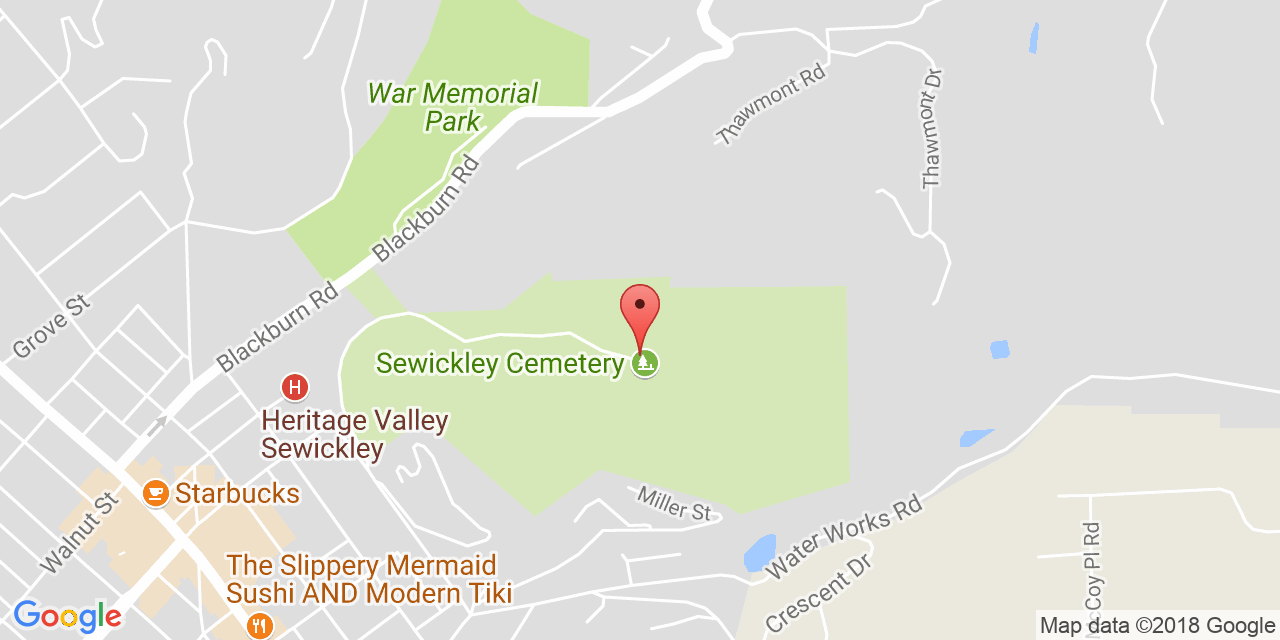 War Memorial
Park
Thawmont Rd
Thawmont Dr
Blackburn Rd
Blackburn Rd
Grove St
Sewickley Cemetery
H
Heritage Valley
Sewickley
Starbucks
Walnut St
Miller St
Water Works Rd
Crescent Dr
McCoy Pl Rd
The Slippery Mermaid
Sushi AND Modern Tiki
Google
Map data ©2018 Google